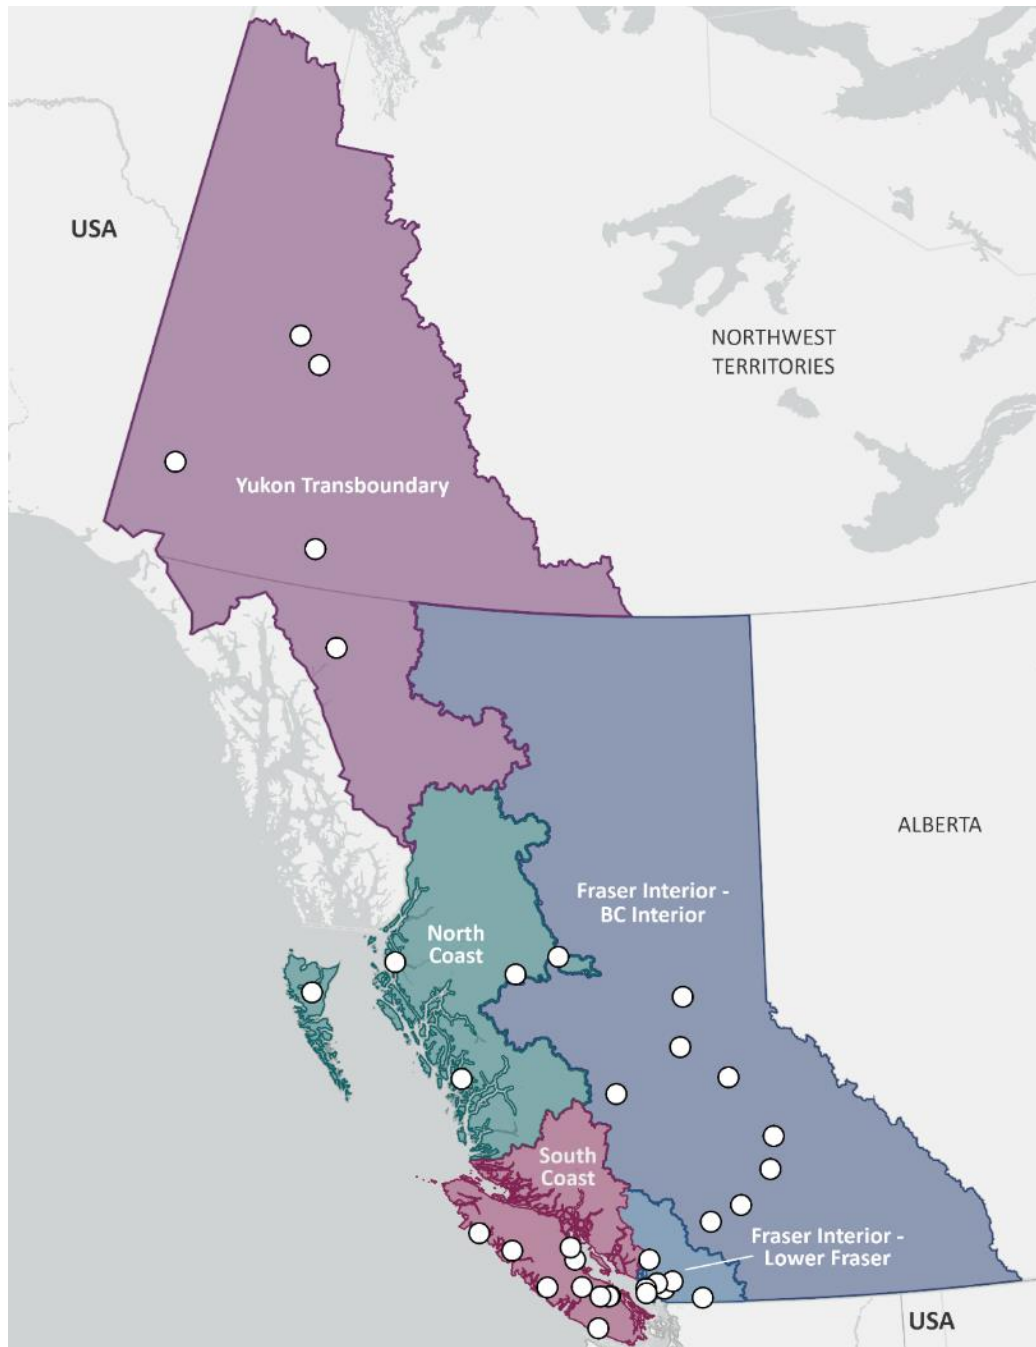 USA
NORTHWEST
TERRITORIES
Yukon Transboundary
ALBERTA
Fraser Interior -
BC Interior
North
Coast
South
Coast
Fraser Interior -
Lower Fraser
USA